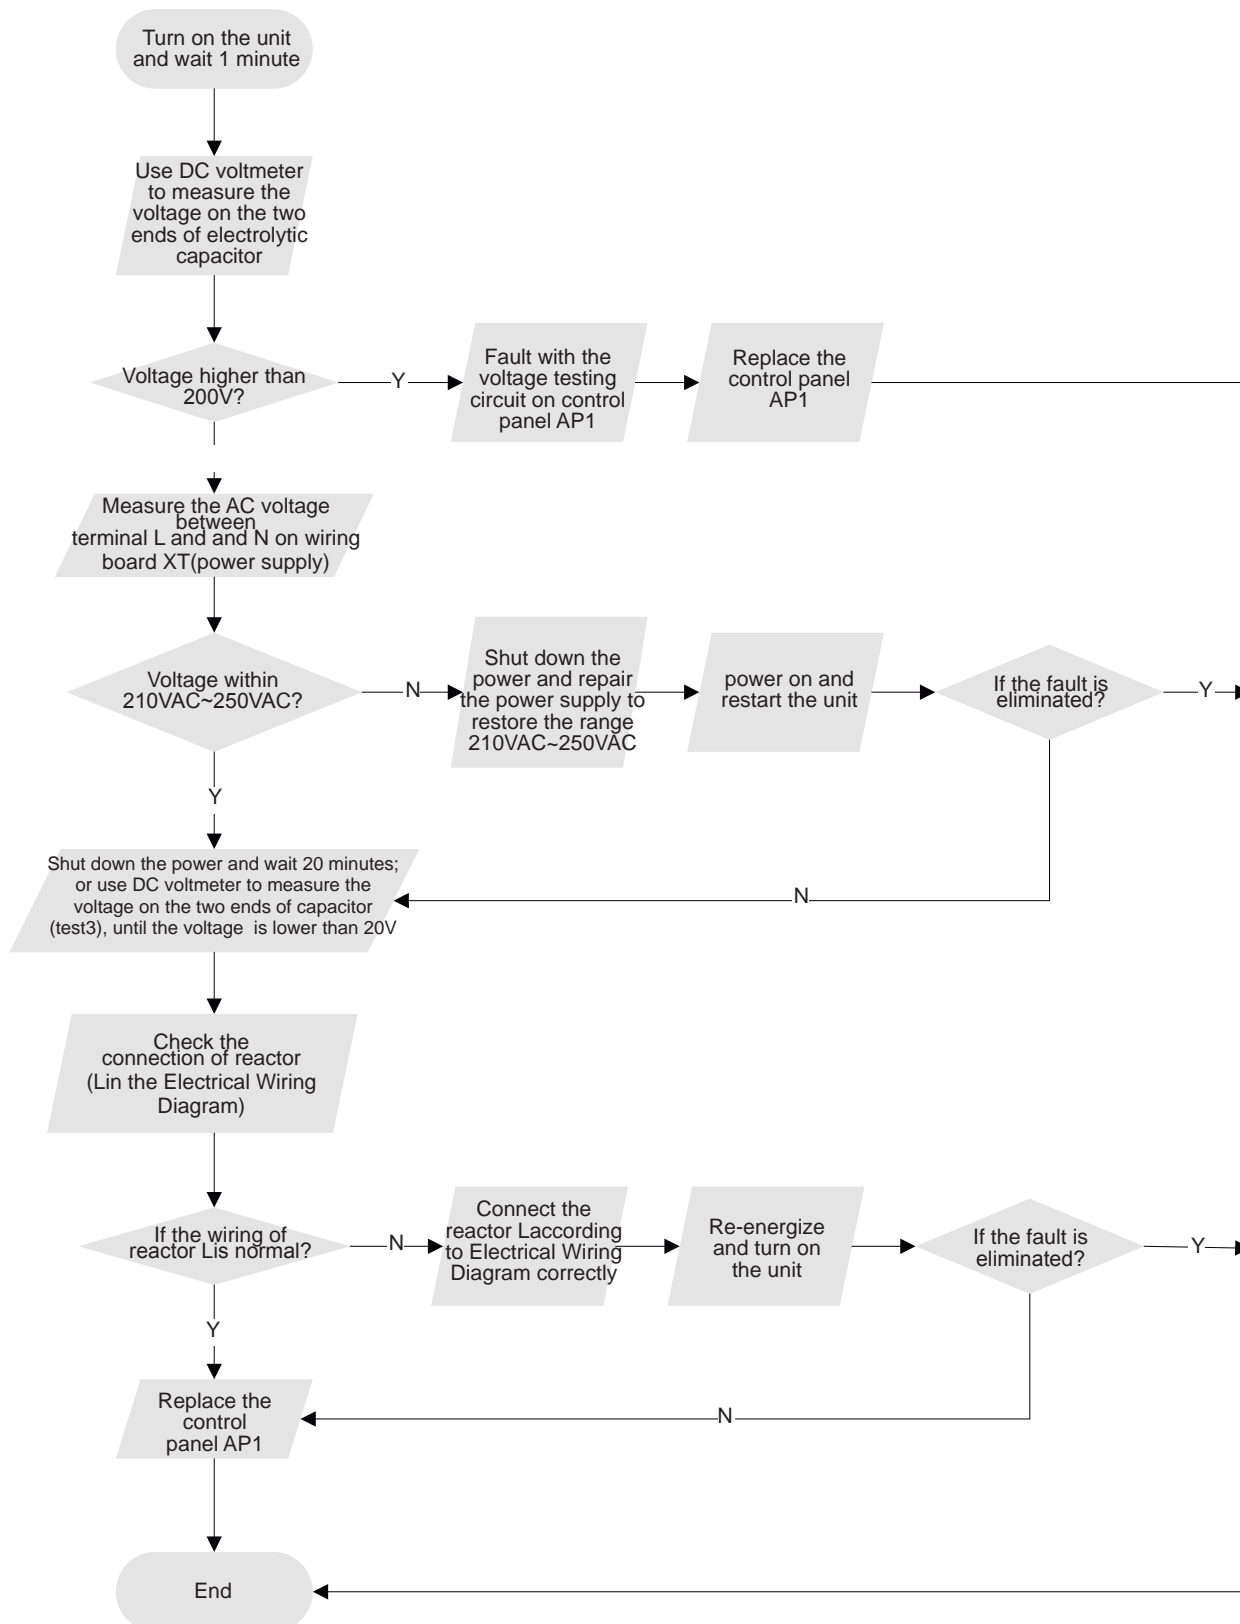 Turn on the unit
and wait 1 minute
Use DC voltmeter
to measure the
voltage on the two
ends of electrolytic
capacitor
Voltage higher than
200V?
Y
Fault with the
voltage testing
circuit on control
panel AP1
Replace the
control panel
AP1
Measure the AC voltage
between
terminal L and and N on wiring
board XT(power supply)
Voltage within
210VAC~250VAC?
N
Shut down the
power and repair
the power supply to
restore the range
210VAC~250VAC
power on and
restart the unit
If the fault is
eliminated?
Y
Y
Shut down the power and wait 20 minutes;
or use DC voltmeter to measure the
voltage on the two ends of capacitor
(test3), until the voltage is lower than 20V
N
Check the
connection of reactor
(Lin the Electrical Wiring
Diagram)
If the wiring of
reactor Lis normal?
N
Connect the
reactor Laccording
to Electrical Wiring
Diagram correctly
Re-energize
and turn on
the unit
If the fault is
eliminated?
Y
Y
Replace the
control
panel AP1
N
End